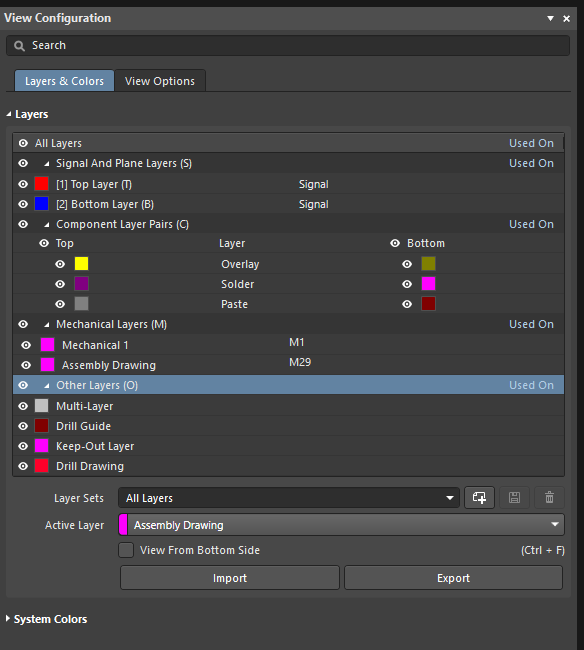 View Configuration
Search
Layers & Colors View Options
Layers
All Layers Used On
Signal And Plane Layers (S) Used On
[1] Top Layer (T) Signal
[2] Bottom Layer (B) Signal
Component Layer Pairs (C) Used On
Top Layer Bottom
Overlay
Solder
Paste
Mechanical Layers (M) Used On
Mechanical 1 M1
Assembly Drawing M29
Other Layers (O) Used On
Multi-Layer
Drill Guide
Keep-Out Layer
Drill Drawing
Layer Sets All Layers
Active Layer Assembly Drawing
View From Bottom Side (Ctrl + F)
Import Export
System Colors